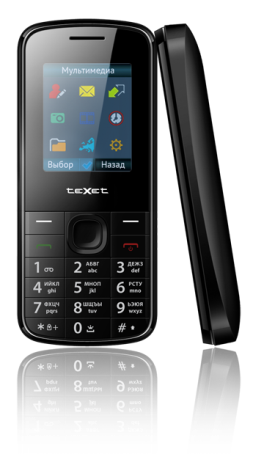 Мультимедиа
Выбор Назад
teXet
1 2 АБВГ abc 3 ДЕЖЗ def
4 ИЙКЛ ghi 5 МНОП jkl 6 РСТУ mno
7 ФХЦЧ pqrs 8 ШЩЪЫ tuv 9 ЬЭЮЯ wxyz
* + 0 #